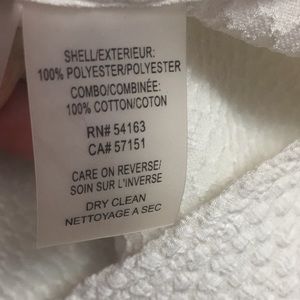 SHELL/EXTERIEUR:
100% POLYESTER/POLYESTER
COMBO/COMBINÉE:
100% COTTON/COTON
RN# 54163
CA# 57151
CARE ON REVERSE/
SOIN SUR L'INVERSE
DRY CLEAN
NETTOYAGE A SEC